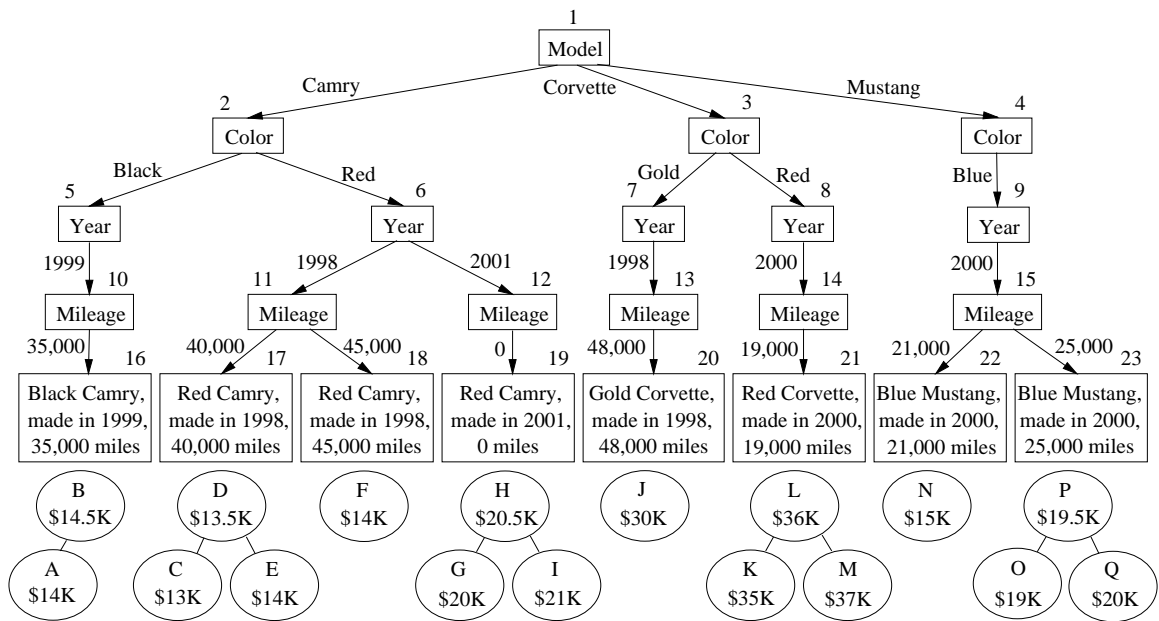 1
Model
Camry
Corvette
Mustang
2
3
4
Color
Color
Color
Black
Red
Gold
Red
Blue
5
6
7
8
9
Year
Year
Year
Year
Year
1999
1998
2001
1998
2000
2000
10
11
12
13
14
15
Mileage
Mileage
Mileage
Mileage
Mileage
Mileage
35,000
40,000
45,000
0
48,000
19,000
21,000
25,000
16
17
18
19
20
21
22
23
Black Camry,
made in 1999,
35,000 miles
Red Camry,
made in 1998,
40,000 miles
Red Camry,
made in 1998,
45,000 miles
Red Camry,
made in 2001,
0 miles
Gold Corvette,
made in 1998,
48,000 miles
Red Corvette,
made in 2000,
19,000 miles
Blue Mustang,
made in 2000,
21,000 miles
Blue Mustang,
made in 2000,
25,000 miles
B
$14.5K
D
$13.5K
F
$14K
H
$20.5K
J
$30K
L
$36K
N
$15K
P
$19.5K
A
$14K
C
$13K
E
$14K
G
$20K
I
$21K
K
$35K
M
$37K
O
$19K
Q
$20K